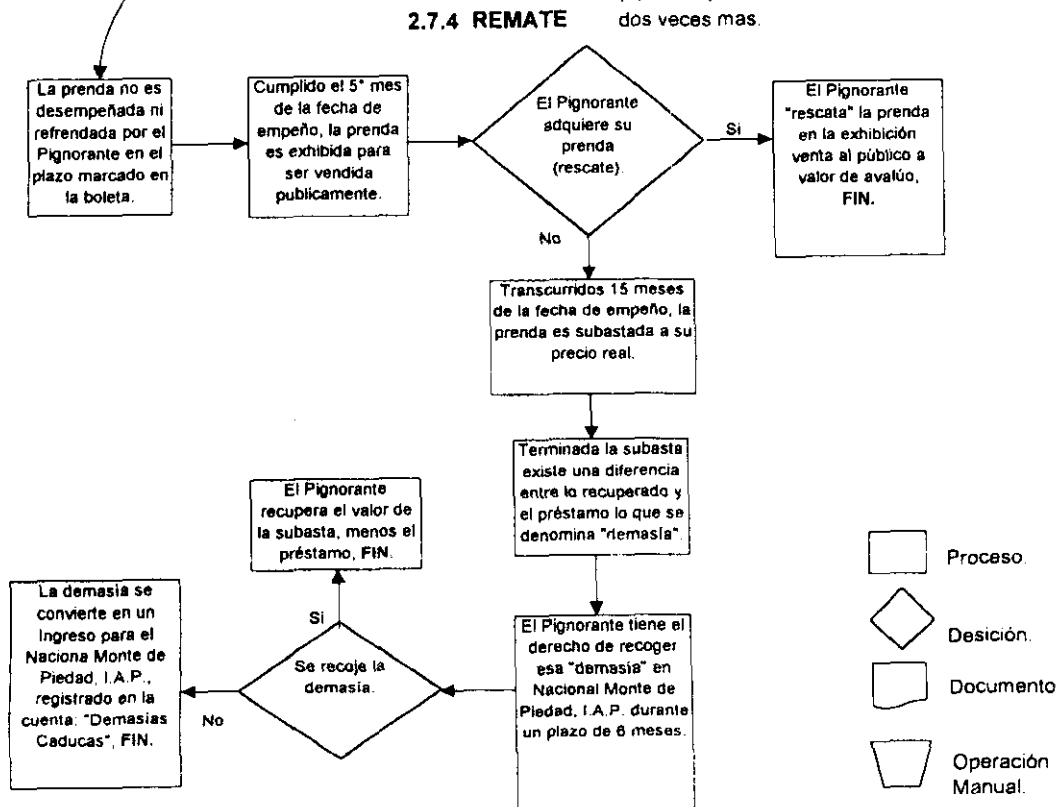 2.7.4 REMATE
dos veces mas.
La prenda no es
desempeñada ni
refrendada por el
Pignorante en el
plazo marcado en
la boleta.
Cumplido el 5° mes
de la fecha de
empeño, la prenda
es exhibida para
ser vendida
publicamente.
El Pignorante
adquiere su
prenda
(rescate).
Si
El Pignorante
"rescata" la prenda
en la exhibición
venta al público a
valor de avalúo,
FIN.
No
Transcurridos 15 meses
de la fecha de empeño, la
prenda es subastada a su
precio real.
Terminada la subasta
existe una diferencia
entre lo recuperado y
el préstamo lo que se
denomina "demasía".
El Pignorante tiene el
derecho de recoger
esa "demasía" en
Nacional Monte de
Piedad, I.A.P. durante
un plazo de 6 meses.
Se recoje la
demasía.
Si
El Pignorante
recupera el valor de
la subasta, menos el
préstamo, FIN.
No
La demasía se
convierte en un
Ingreso para el
Naciona Monte de
Piedad, I.A.P.,
registrado en la
cuenta: "Demasías
Caducas", FIN.
Proceso.
Desición.
Documento
Operación
Manual.